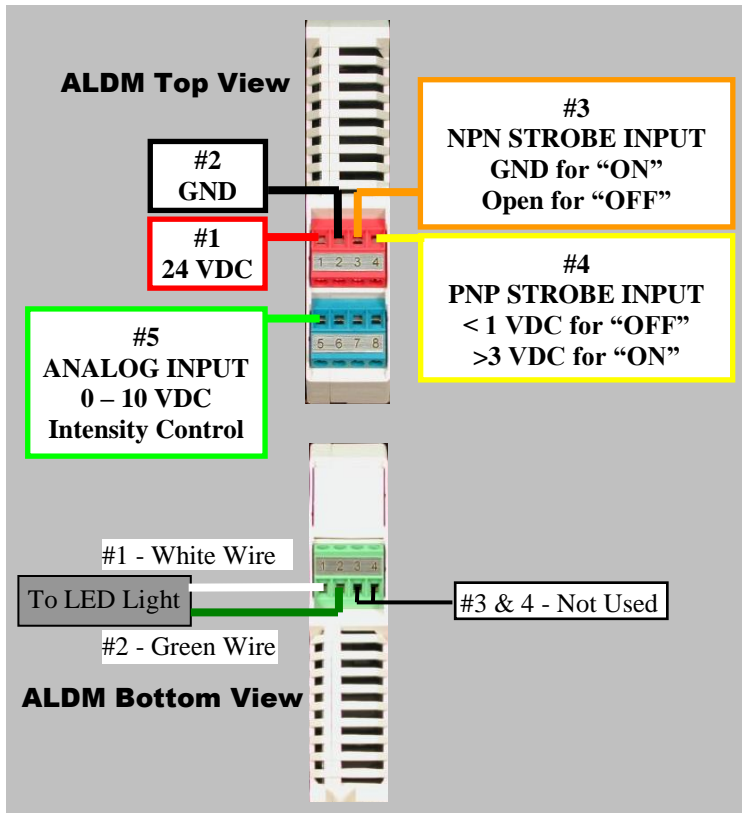 ALDM Top View
#3
NPN STROBE INPUT
GND for “ON”
Open for “OFF”
#2
GND
#1
24 VDC
1 2 3 4
#4
PNP STROBE INPUT
< 1 VDC for “OFF”
>3 VDC for “ON”
5 6 7 8
#5
ANALOG INPUT
0 – 10 VDC
Intensity Control
#1 - White Wire
1 2 3 4
To LED Light
#3 & 4 - Not Used
#2 - Green Wire
ALDM Bottom View